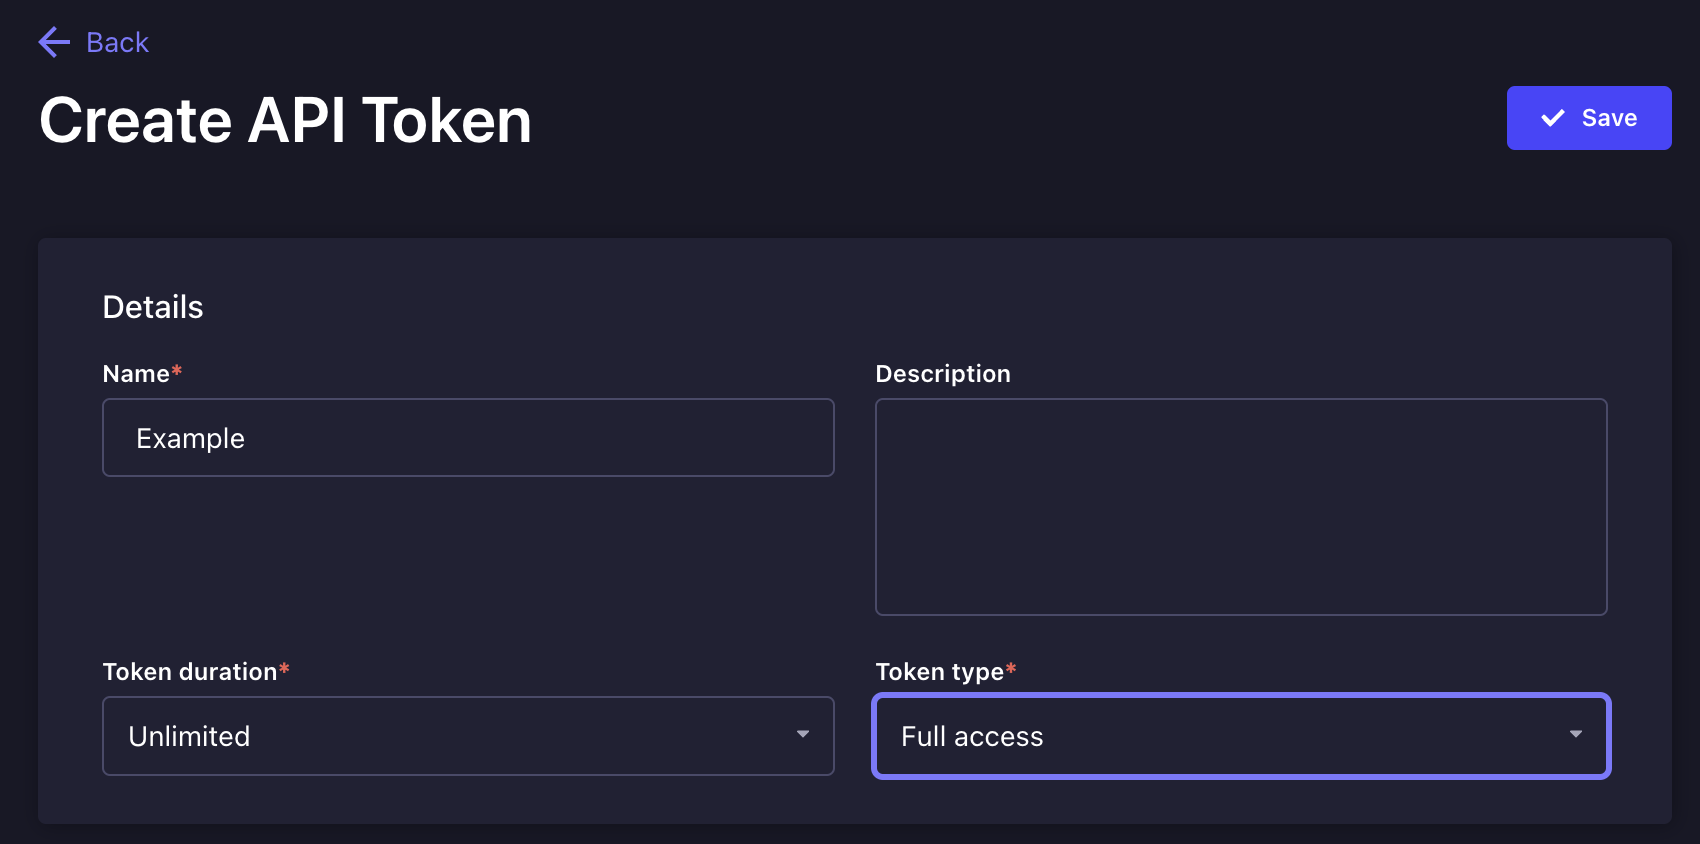 Back
Create API Token
Save
Details
Name*
Description
Example
Token duration*
Token type*
Unlimited
Full access